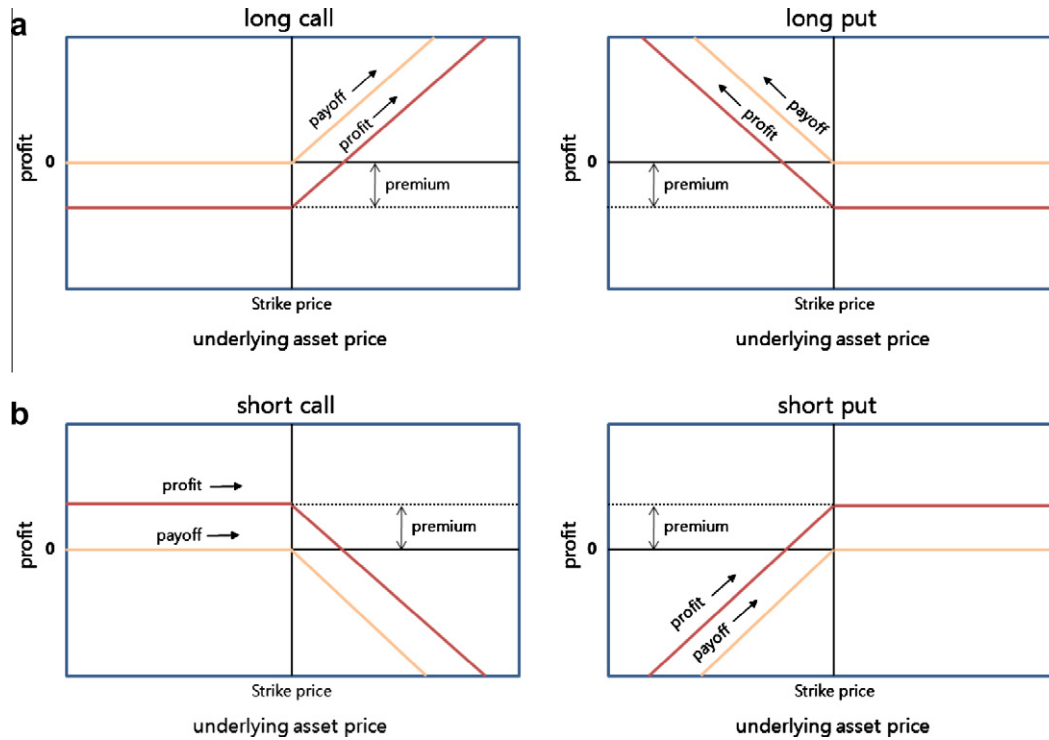 a
long call
long put
payoff
profit
profit
0
premium
Strike price
underlying asset price
profit
payoff
profit
0
premium
Strike price
underlying asset price
b
short call
short put
profit
payoff
profit
0
premium
Strike price
underlying asset price
profit
payoff
profit
0
premium
Strike price
underlying asset price